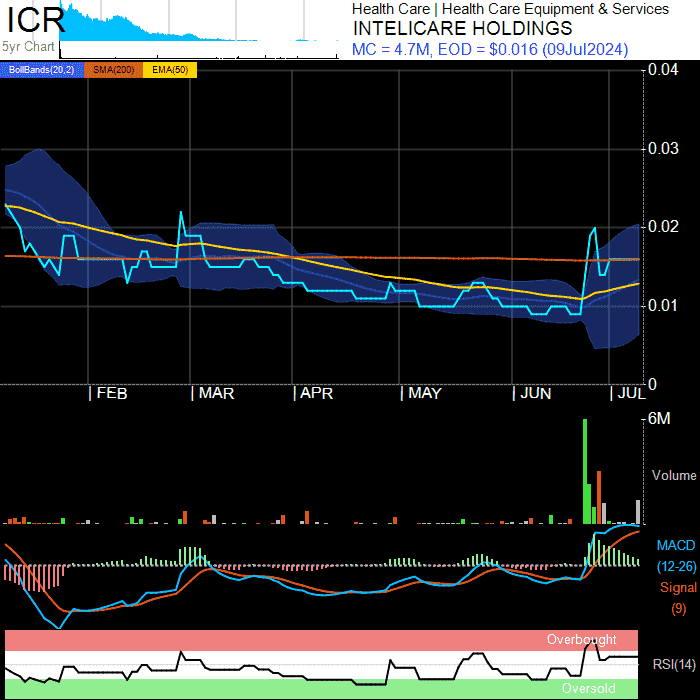 ICR
5yr Chart
Health Care | Health Care Equipment & Services
INTELICARE HOLDINGS
MC = 4.7M, EOD = $0.016 (09Jul2024)
BollBands(20,2) SMA(200) EMA(50)
0.04
0.03
0.02
0.01
0
FEB MAR APR MAY JUN JUL
6M
Volume
MACD
(12-26)
Signal
(9)
Overbought
RSI(14)
Oversold